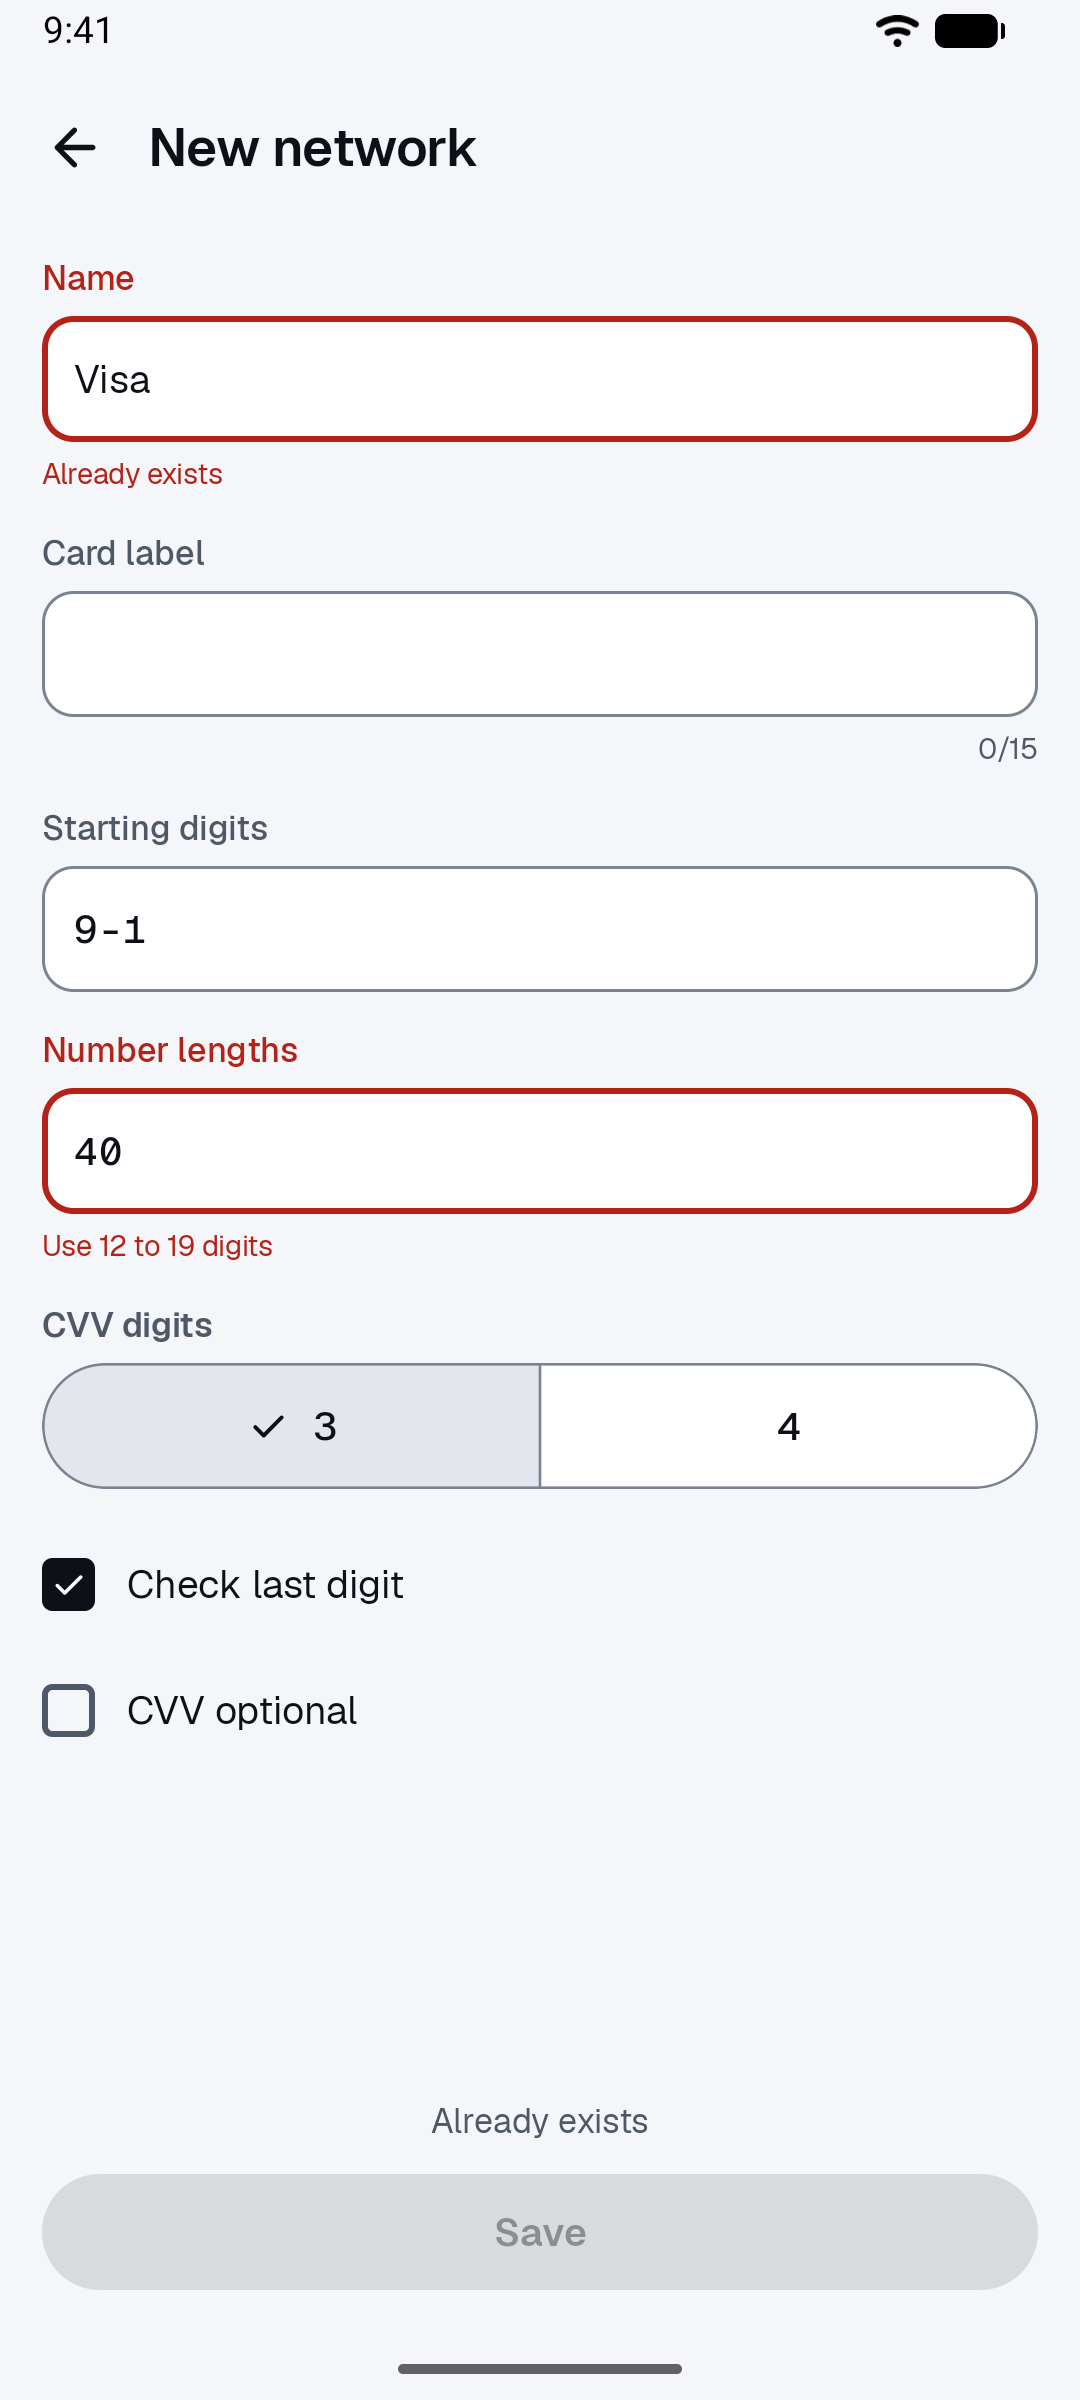 9:41
New network
Name
Visa
Already exists
Card label
0/15
Starting digits
9-1
Number lengths
40
Use 12 to 19 digits
CVV digits
3
4
Check last digit
CVV optional
Already exists
Save